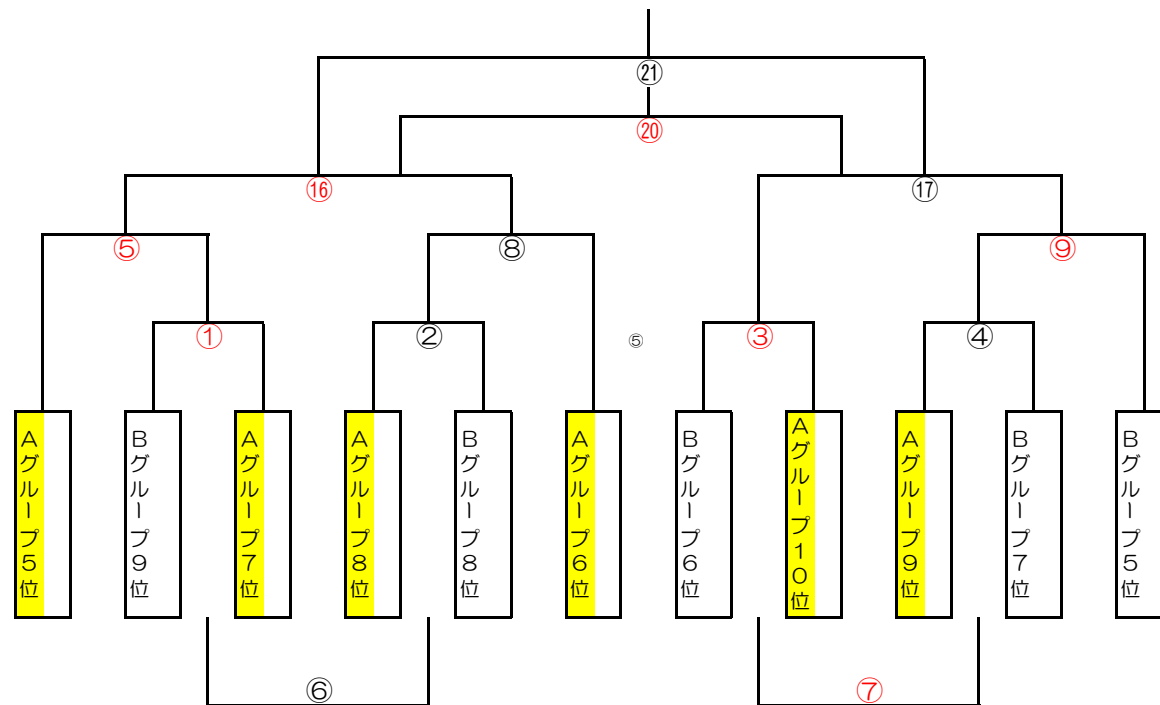 ㉑
⑳
⑯
⑰
⑤
⑧
⑨
①
②
⑤
③
④
Aグループ5位
Bグループ9位
Aグループ7位
Aグループ8位
Bグループ8位
Aグループ6位
Bグループ6位
Aグループ10位
Aグループ9位
Bグループ7位
Bグループ5位
⑥
⑦